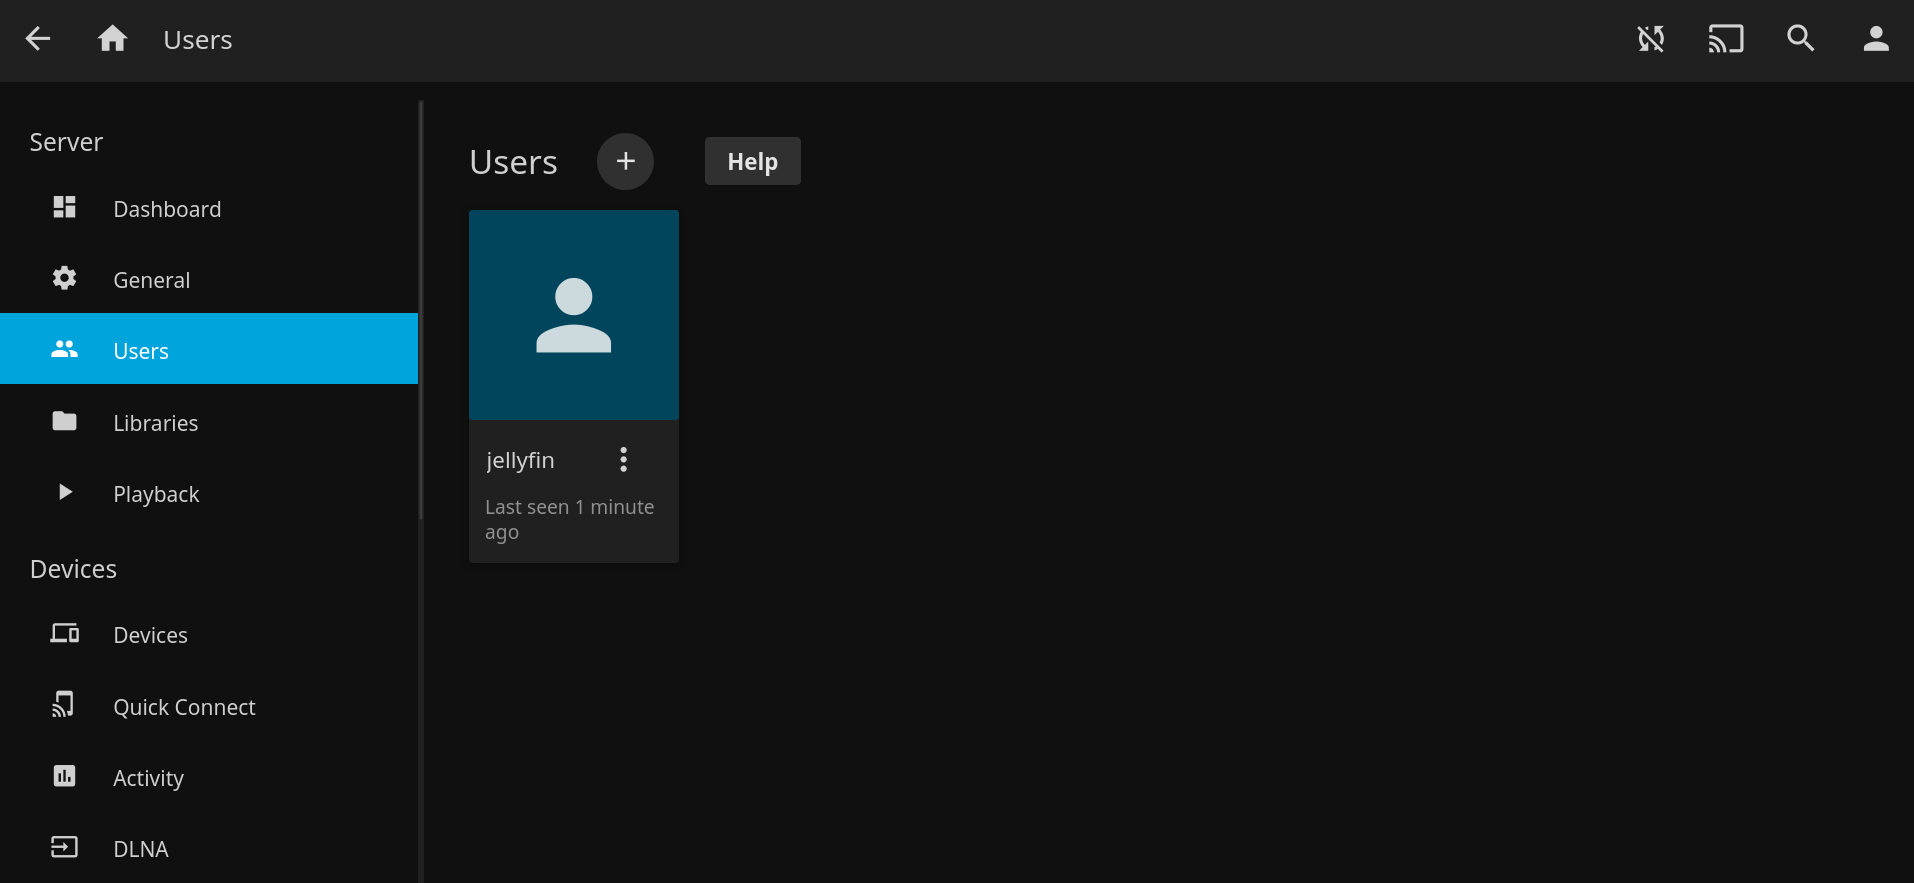 Users
Server
Dashboard
General
Users
Libraries
Playback
Devices
Devices
Quick Connect
Activity
DLNA
Users
Help
jellyfin
Last seen 1 minute
ago